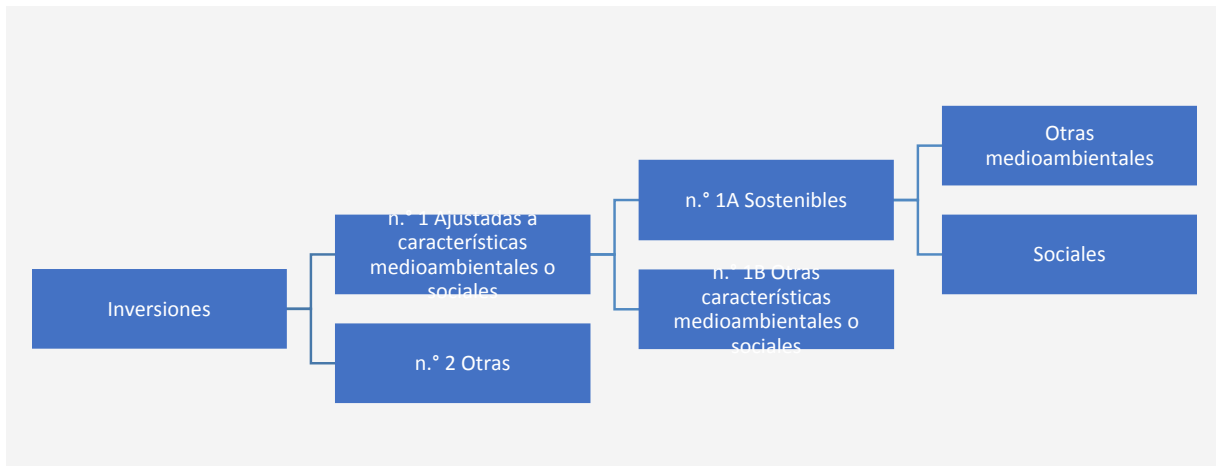 Inversiones
n.° 1 Ajustadas a
características
medioambientales o
sociales
n.° 2 Otras
n.° 1A Sostenibles
n.° 1B Otras
características
medioambientales o
sociales
Otras
medioambientales
Sociales